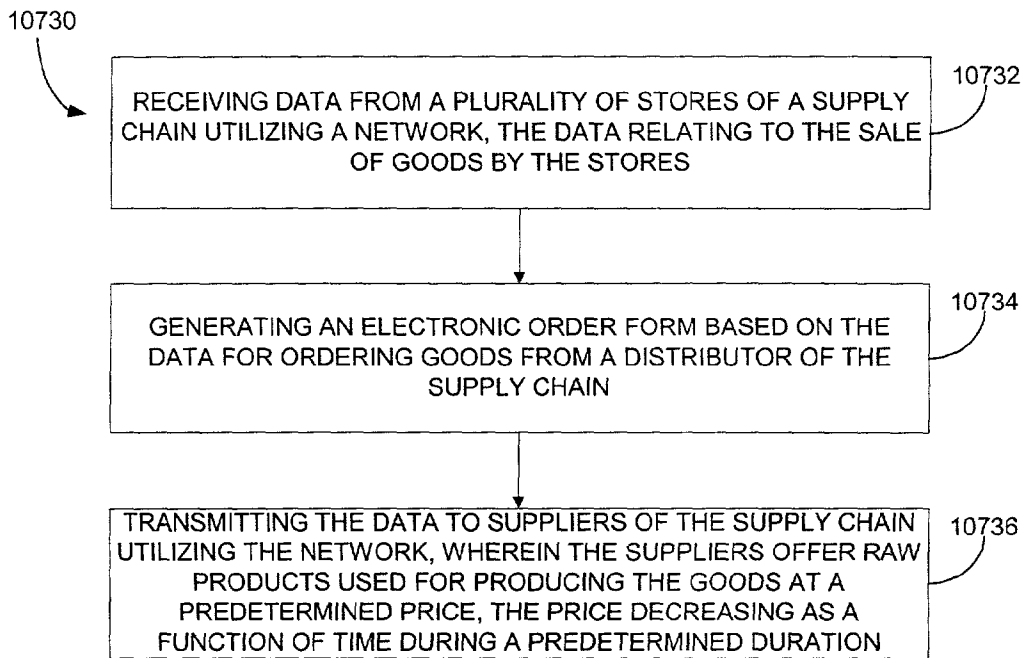 10730
10732
RECEIVING DATA FROM A PLURALITY OF STORES OF A SUPPLY
CHAIN UTILIZING A NETWORK, THE DATA RELATING TO THE SALE
OF GOODS BY THE STORES
10734
GENERATING AN ELECTRONIC ORDER FORM BASED ON THE
DATA FOR ORDERING GOODS FROM A DISTRIBUTOR OF THE
SUPPLY CHAIN
10736
TRANSMITTING THE DATA TO SUPPLIERS OF THE SUPPLY CHAIN
UTILIZING THE NETWORK, WHEREIN THE SUPPLIERS OFFER RAW
PRODUCTS USED FOR PRODUCING THE GOODS AT A
PREDETERMINED PRICE, THE PRICE DECREASING AS A
FUNCTION OF TIME DURING A PREDETERMINED DURATION